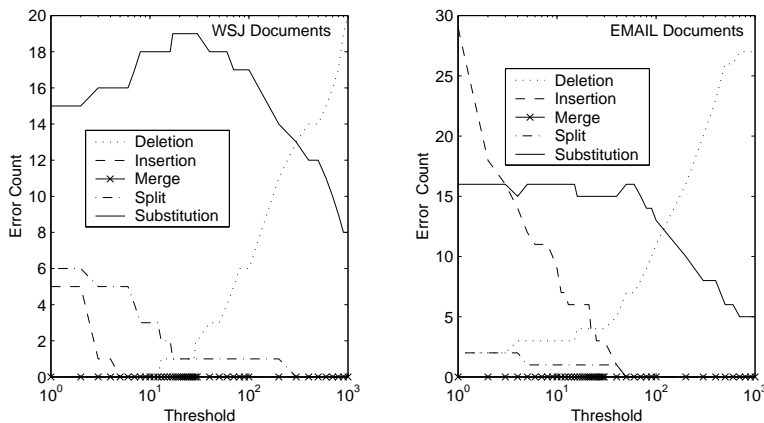 WSJ Documents
Error Count
20
18
16
14
12
10
8
6
4
2
0
Deletion
Insertion
Merge
Split
Substitution
10^0
10^1
10^2
10^3
Threshold
EMAIL Documents
Error Count
30
25
20
15
10
5
0
Deletion
Insertion
Merge
Split
Substitution
10^0
10^1
10^2
10^3
Threshold